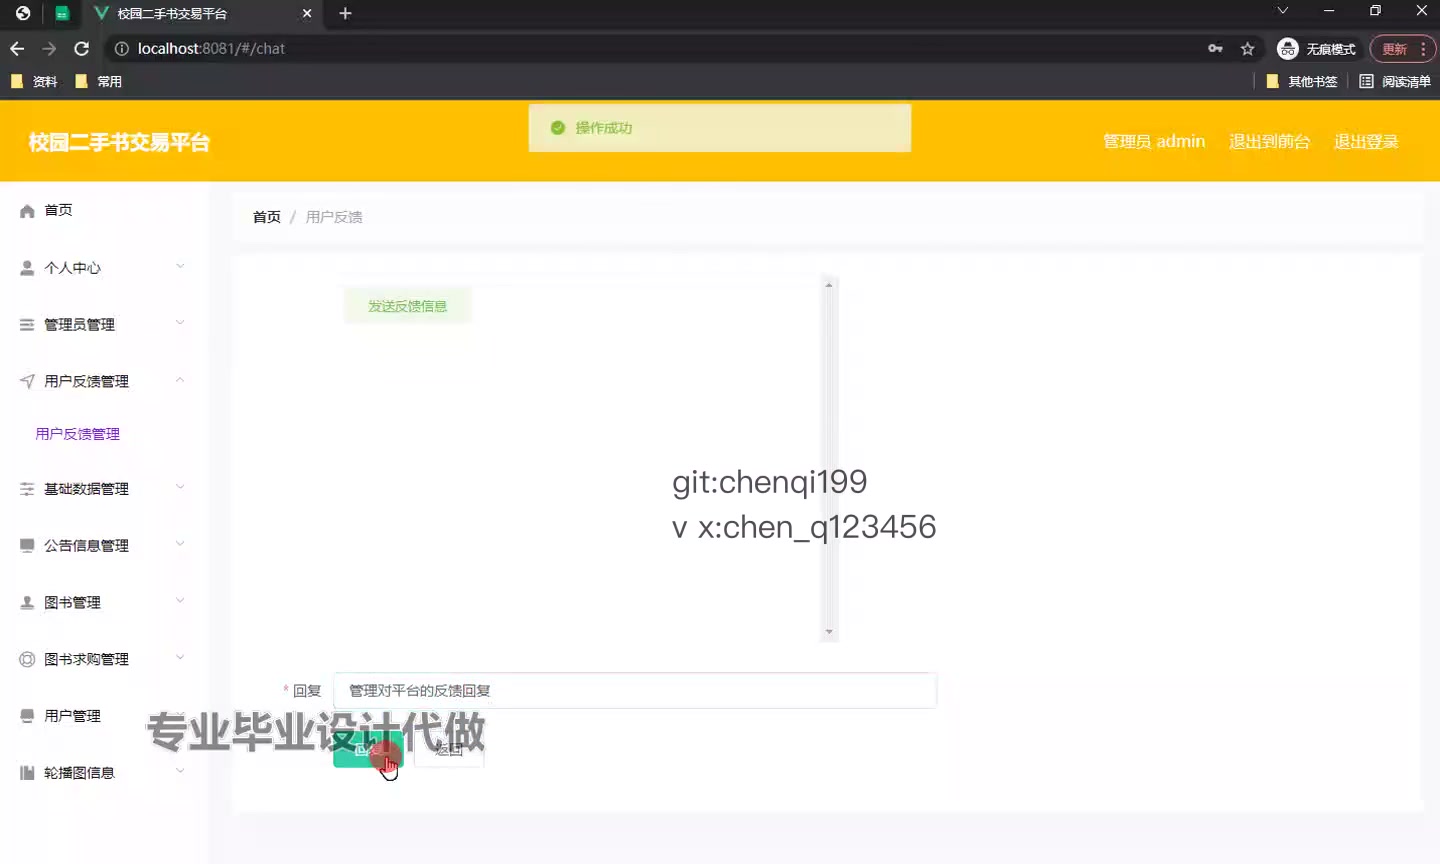 校园二手书交易平台
localhost:8081/#/chat
无痕模式
更新
资料
常用
其他书签
阅读清单
校园二手书交易平台
操作成功
管理员 admin
退出到前台
退出登录
首页
首页 / 用户反馈
个人中心
发送反馈信息
管理员管理
用户反馈管理
用户反馈管理
git:chenqi199
基础数据管理
v x:chen_q123456
公告信息管理
图书管理
图书求购管理
* 回复
管理对平台的反馈回复
用户管理
专业毕业设计代做
返回
轮播图信息